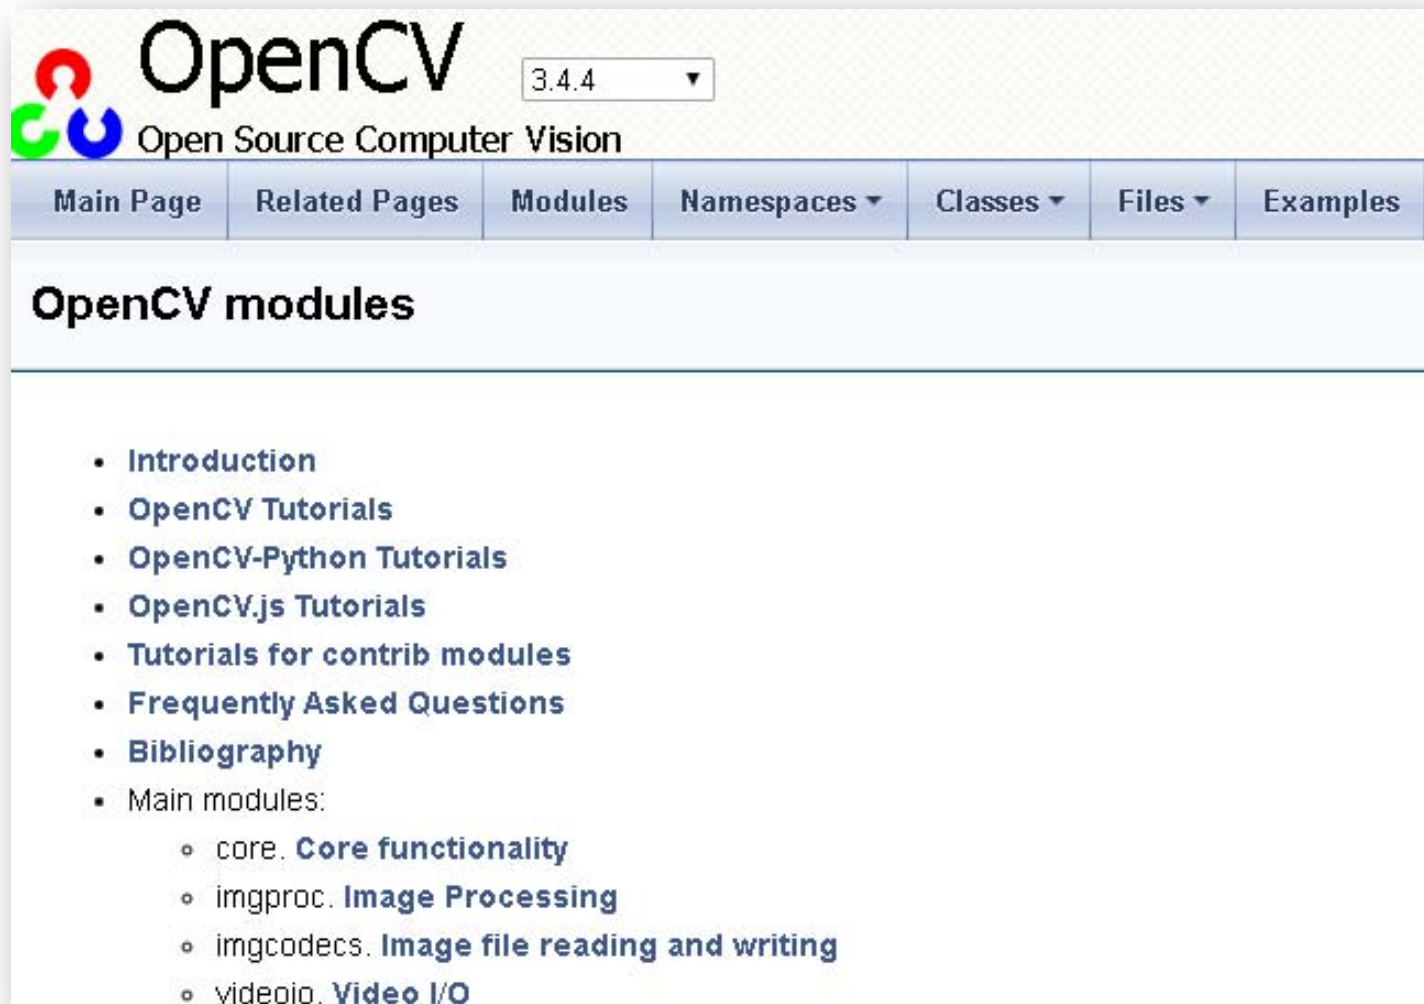 OpenCV 3.4.4
Open Source Computer Vision
Main Page Related Pages Modules Namespaces Classes Files Examples
OpenCV modules
Introduction
OpenCV Tutorials
OpenCV-Python Tutorials
OpenCV.js Tutorials
Tutorials for contrib modules
Frequently Asked Questions
Bibliography
Main modules:
core. Core functionality
imgproc. Image Processing
imgcodecs. Image file reading and writing
videoio. Video I/O